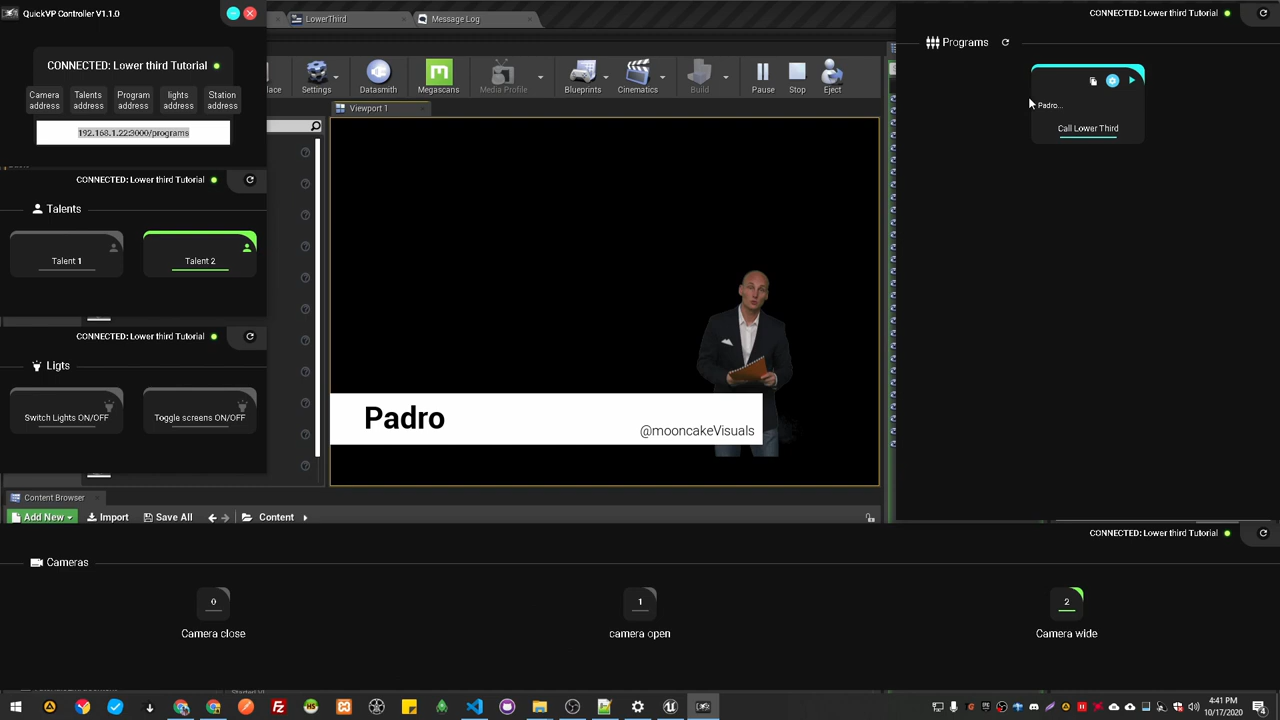 QuickVP Controller V1.1.0
CONNECTED: Lower third Tutorial
Camera address
Talents address
Program address
lights address
Station address
192.168.1.22:3000/programs
CONNECTED: Lower third Tutorial
Talents
Talent 1
Talent 2
CONNECTED: Lower third Tutorial
Ligts
Switch Lights ON/OFF
Toggle screens ON/OFF
LowerThird
Message Log
Settings
Datasmith
Megascans
Media Profile
Blueprints
Cinematics
Build
Pause
Stop
Eject
Viewport 1
Padro
@mooncakeVisuals
CONNECTED: Lower third Tutorial
Programs
Padro...
Call Lower Third
Content Browser
Add New
Import
Save All
Content
CONNECTED: Lower third Tutorial
Cameras
0
Camera close
1
camera open
2
Camera wide
4:41 PM
10/17/2020